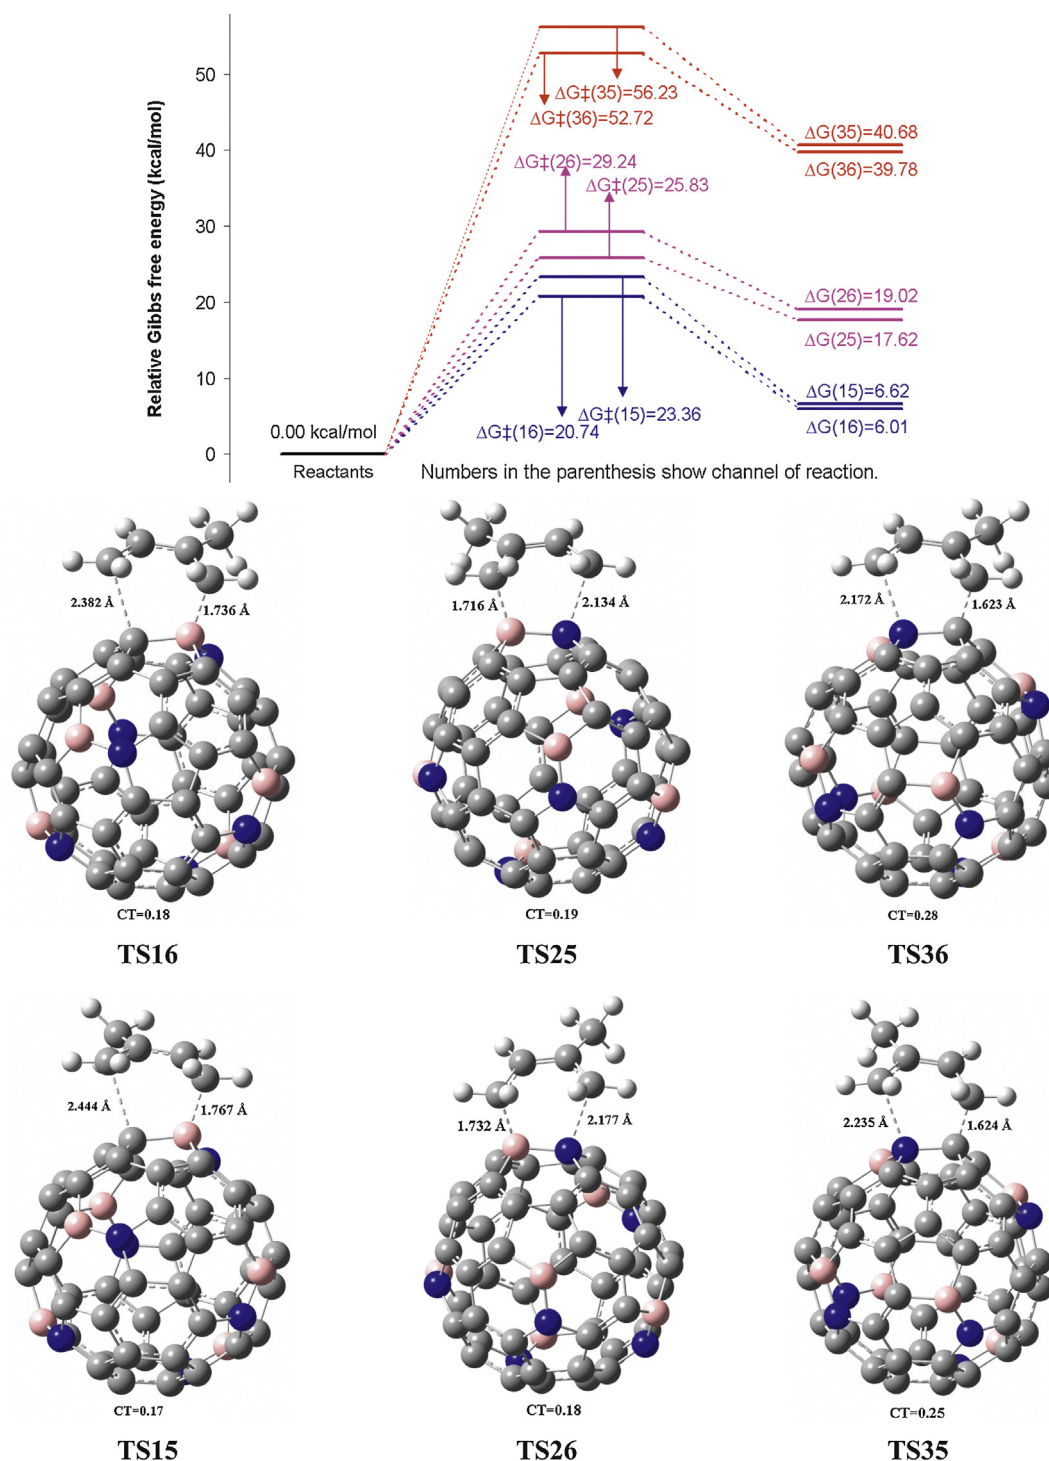 Relative Gibbs free energy (kcal/mol)
50
40
30
20
10
0
ΔG‡(35)=56.23
ΔG‡(36)=52.72
ΔG(35)=40.68
ΔG(36)=39.78
ΔG‡(26)=29.24
ΔG‡(25)=25.83
ΔG(26)=19.02
ΔG(25)=17.62
ΔG(15)=6.62
ΔG‡(15)=23.36
ΔG(16)=6.01
ΔG‡(16)=20.74
0.00 kcal/mol
Reactants
Numbers in the parenthesis show channel of reaction.
2.382 Å
1.736 Å
1.716 Å
2.134 Å
2.172 Å
1.623 Å
CT=0.18
CT=0.19
CT=0.28
TS16
TS25
TS36
2.444 Å
1.767 Å
1.732 Å
2.177 Å
2.235 Å
1.624 Å
CT=0.17
CT=0.18
CT=0.25
TS15
TS26
TS35